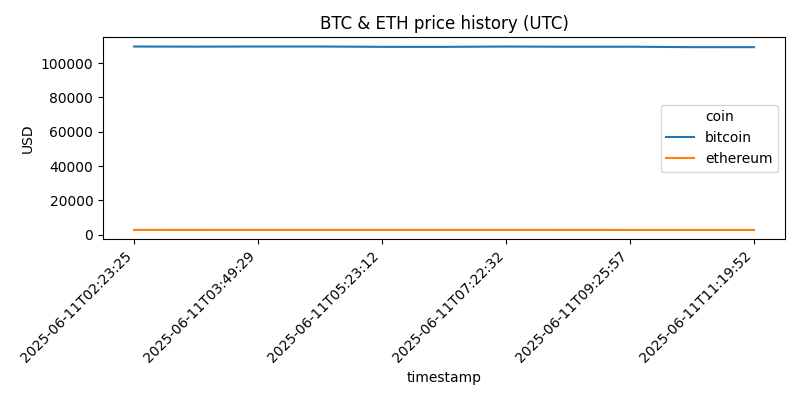 BTC & ETH price history (UTC)
100000
80000
60000
40000
20000
0
USD
coin
bitcoin
ethereum
2025-06-11T02:23:25
2025-06-11T03:49:29
2025-06-11T05:23:12
2025-06-11T07:22:32
2025-06-11T09:25:57
2025-06-11T11:19:52
timestamp